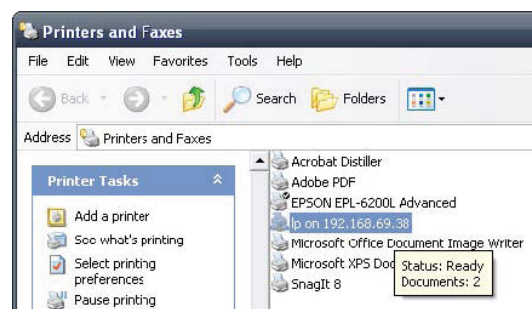 Printers and Faxes
File Edit View Favorites Tools Help
Back Search Folders
Address Printers and Faxes
Printer Tasks
Add a printer
See what's printing
Select printing
preferences
Pause printing
Acrobat Distiller
Adobe PDF
EPSON EPL-6200L Advanced
lp on 192.168.69.38
Microsoft Office Document Image Writer
Microsoft XPS Doc
SnagIt 8
Status: Ready
Documents: 2